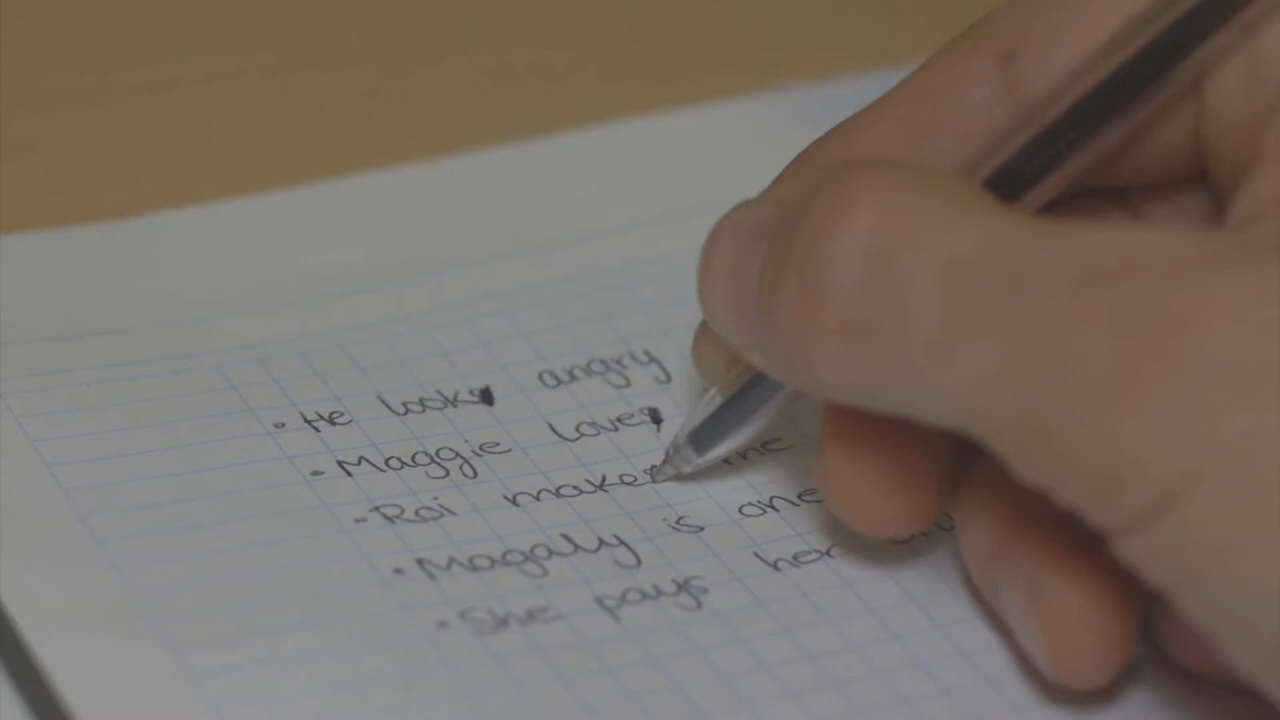 • He looks angry
• Maggie loves
• Roi makes the
• Magaly is one
• She pays her